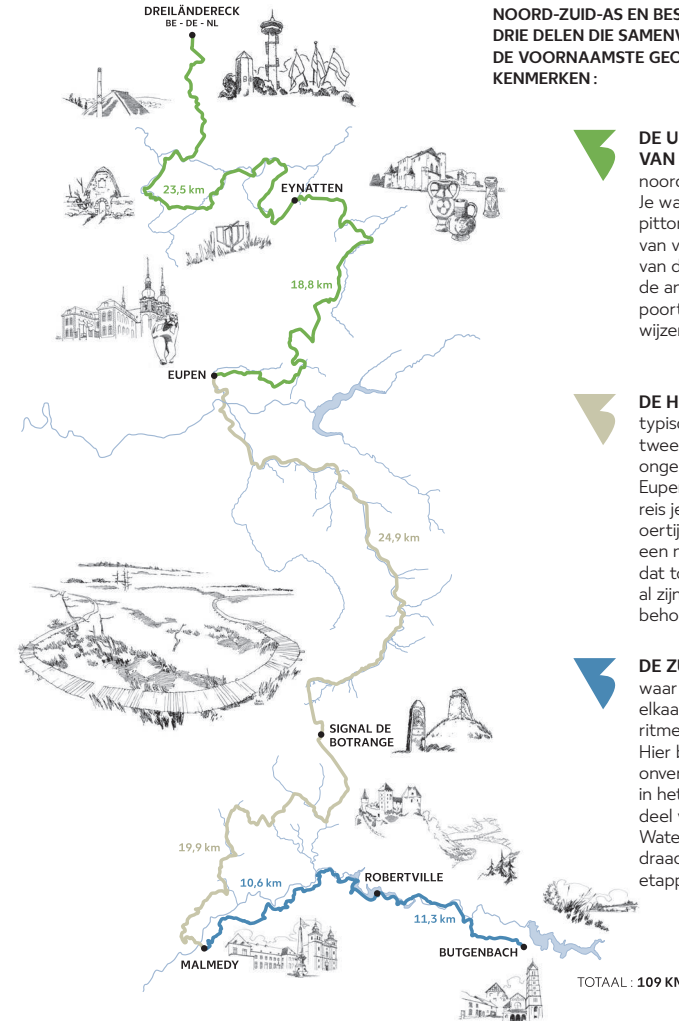 DREILÄNDERECK
BE - DE - NL
23,5 km
EYNATTEN
18,8 km
EUPEN
24,9 km
SIGNAL DE
BOTRANGE
19,9 km
10,6 km
ROBERTVILLE
11,3 km
MALMEDY
BUTGENBACH
NOORD-ZUID-AS EN BES
DRIE DELEN DIE SAMENV
DE VOORNAAMSTE GEO
KENMERKEN :
DE U
VAN
noord
Je wa
pittor
van v
van d
de ar
poort
wijzer
DE H
typisc
twee
onge
Eupen
reis je
oertij
een r
dat to
al zijn
beho
DE ZU
waar
elkaa
ritme
Hier b
onver
in het
deel v
Water
draad
etapp
TOTAAL : 109 KM